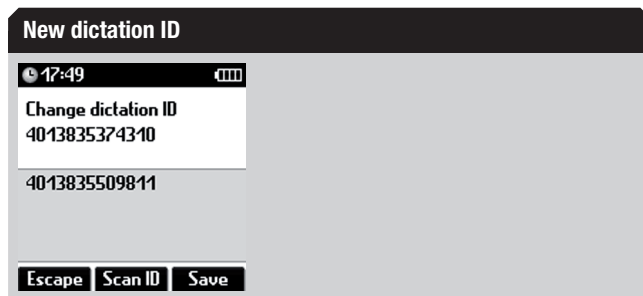 New dictation ID
17:49
Change dictation ID
4013835374310
4013835509811
Escape Scan ID Save